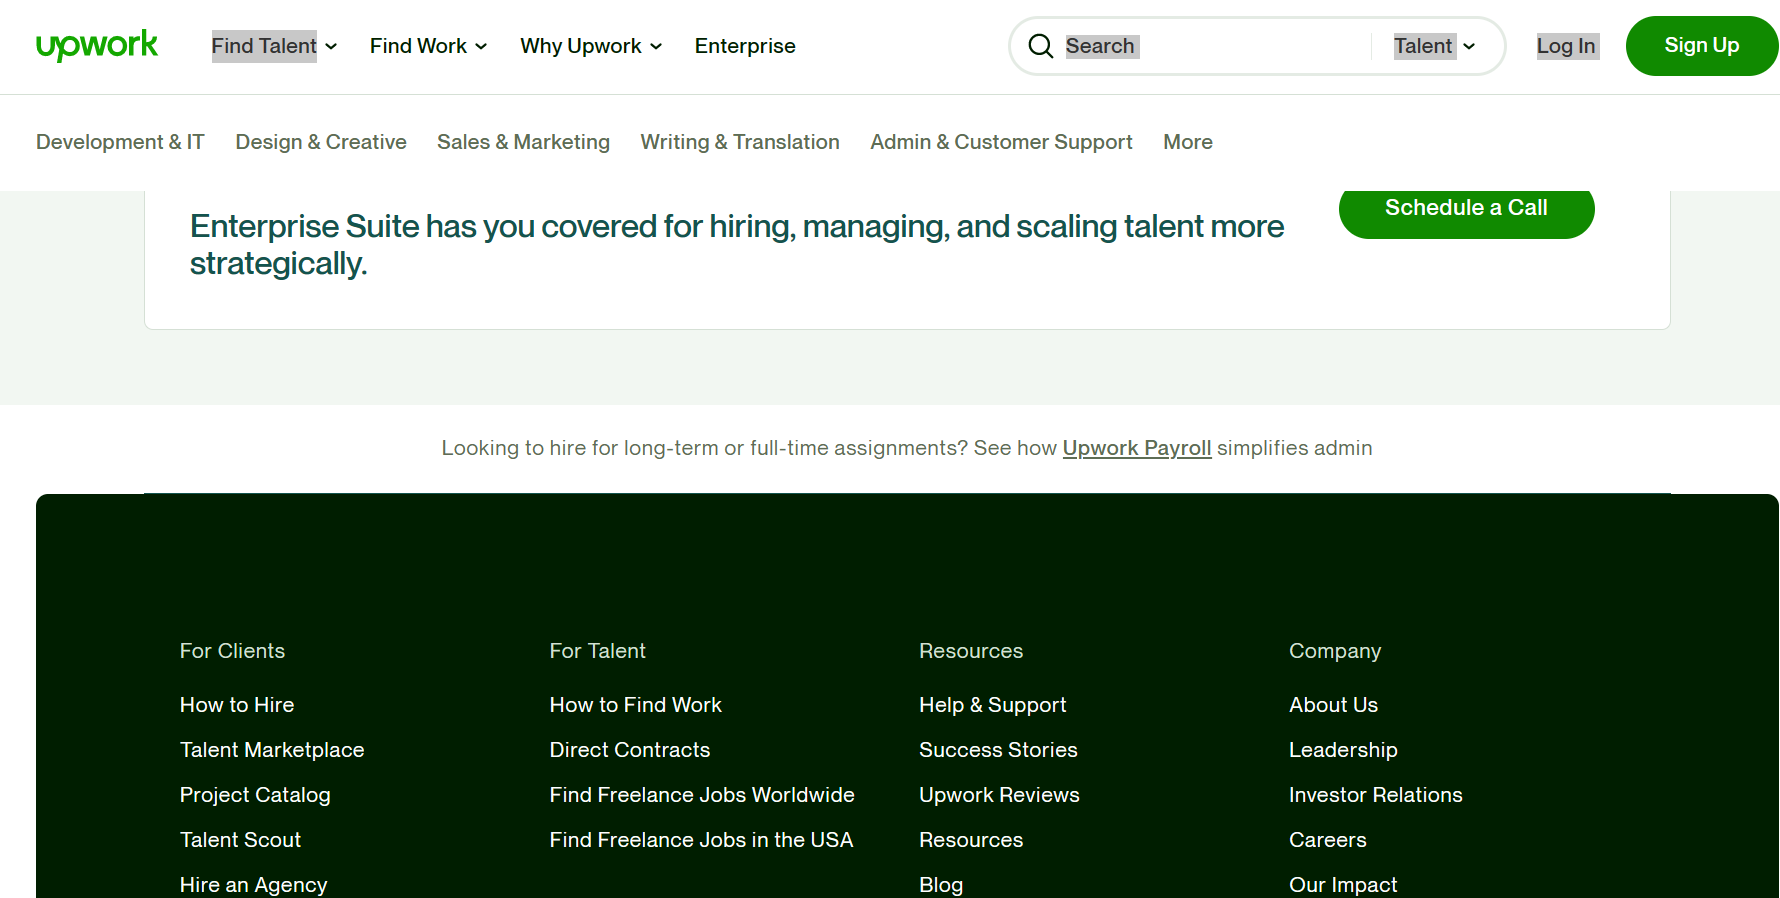 upwork
Find Talent
Find Work
Why Upwork
Enterprise
Search
Talent
Log In
Sign Up
Development & IT
Design & Creative
Sales & Marketing
Writing & Translation
Admin & Customer Support
More
Enterprise Suite has you covered for hiring, managing, and scaling talent more
strategically.
Schedule a Call
Looking to hire for long-term or full-time assignments? See how Upwork Payroll simplifies admin
For Clients
How to Hire
Talent Marketplace
Project Catalog
Talent Scout
Hire an Agency
For Talent
How to Find Work
Direct Contracts
Find Freelance Jobs Worldwide
Find Freelance Jobs in the USA
Resources
Help & Support
Success Stories
Upwork Reviews
Resources
Blog
Company
About Us
Leadership
Investor Relations
Careers
Our Impact